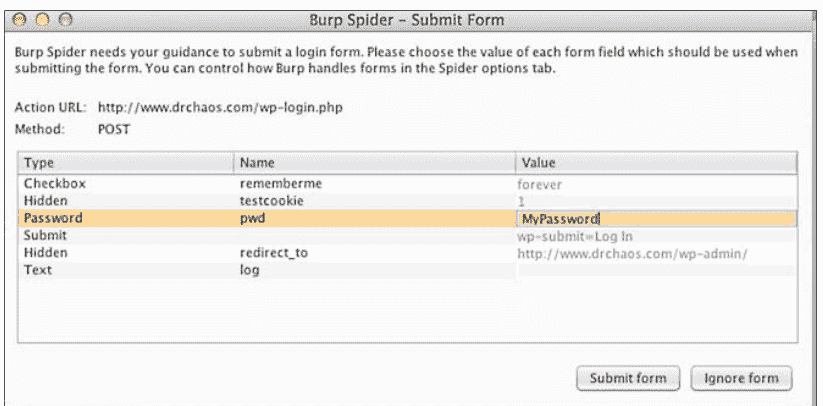 Burp Spider – Submit Form
Burp Spider needs your guidance to submit a login form. Please choose the value of each form field which should be used when
submitting the form. You can control how Burp handles forms in the Spider options tab.
Action URL: http://www.drchaos.com/wp-login.php
Method: POST
Type Name Value
Checkbox rememberme forever
Hidden testcookie 1
Password pwd MyPassword
Submit wp-submit=Log In
Hidden redirect_to http://www.drchaos.com/wp-admin/
Text log
Submit form Ignore form